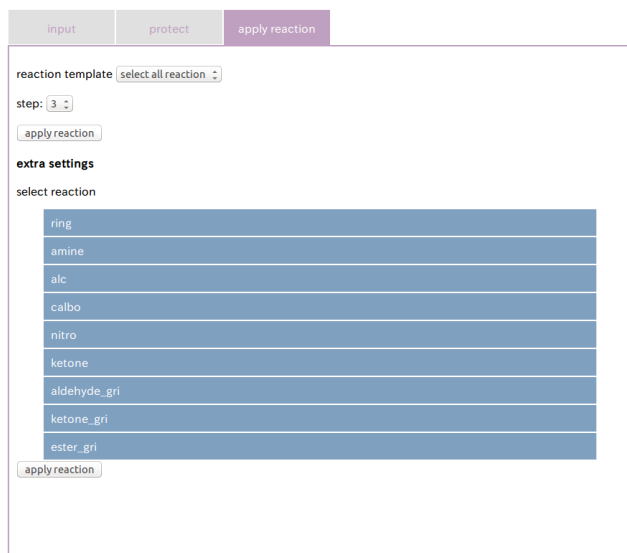 input protect apply reaction
reaction template select all reaction
step: 3
apply reaction
extra settings
select reaction
ring
amine
alc
calbo
nitro
ketone
aldehyde_gri
ketone_gri
ester_gri
apply reaction